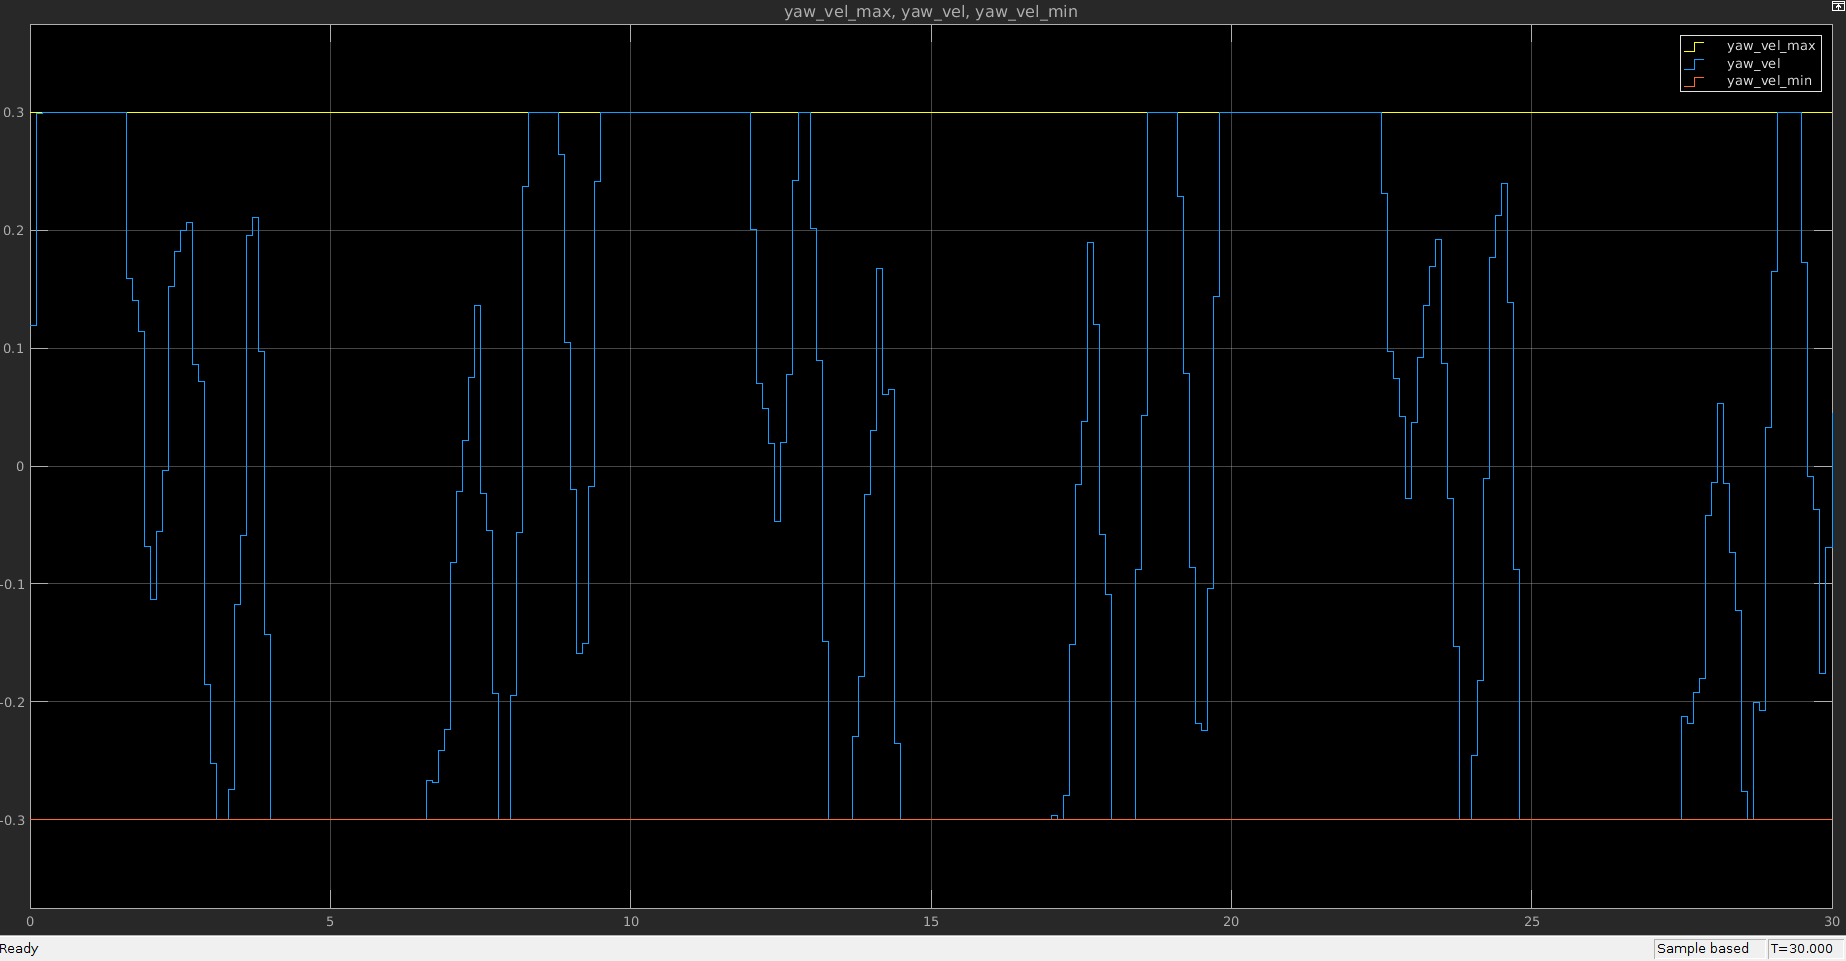 yaw_vel_max, yaw_vel, yaw_vel_min
yaw_vel_max
yaw_vel
yaw_vel_min
0.3
0.2
0.1
0
-0.1
-0.2
-0.3
0 5 10 15 20 25 30
Ready Sample based T=30.000